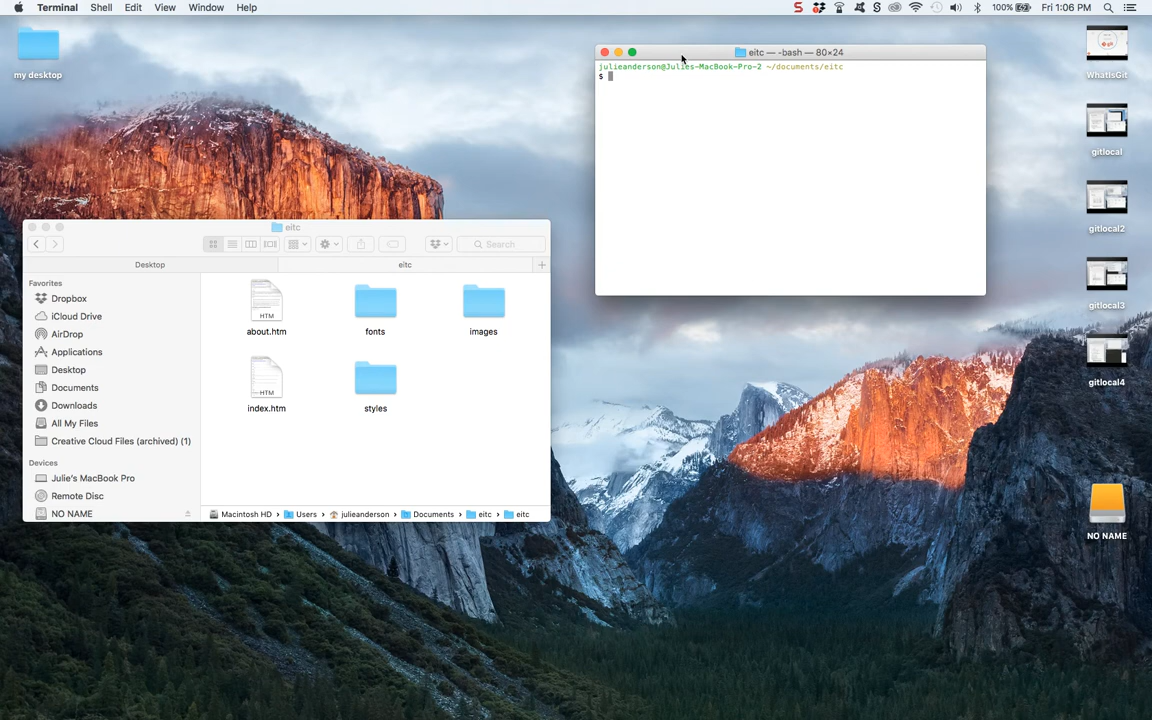 Terminal Shell Edit View Window Help
100% Fri 1:06 PM
my desktop
eitc — -bash — 80×24
julieanderson@Julies-MacBook-Pro-2 ~/documents/eitc
$
WhatIsGit
gitlocal
gitlocal2
gitlocal3
gitlocal4
NO NAME
eitc
Search
Desktop
eitc
Favorites
Dropbox
iCloud Drive
AirDrop
Applications
Desktop
Documents
Downloads
All My Files
Creative Cloud Files (archived) (1)
Devices
Julie's MacBook Pro
Remote Disc
NO NAME
HTM
about.htm
fonts
images
HTM
index.htm
styles
Macintosh HD › Users › julieanderson › Documents › eitc › eitc